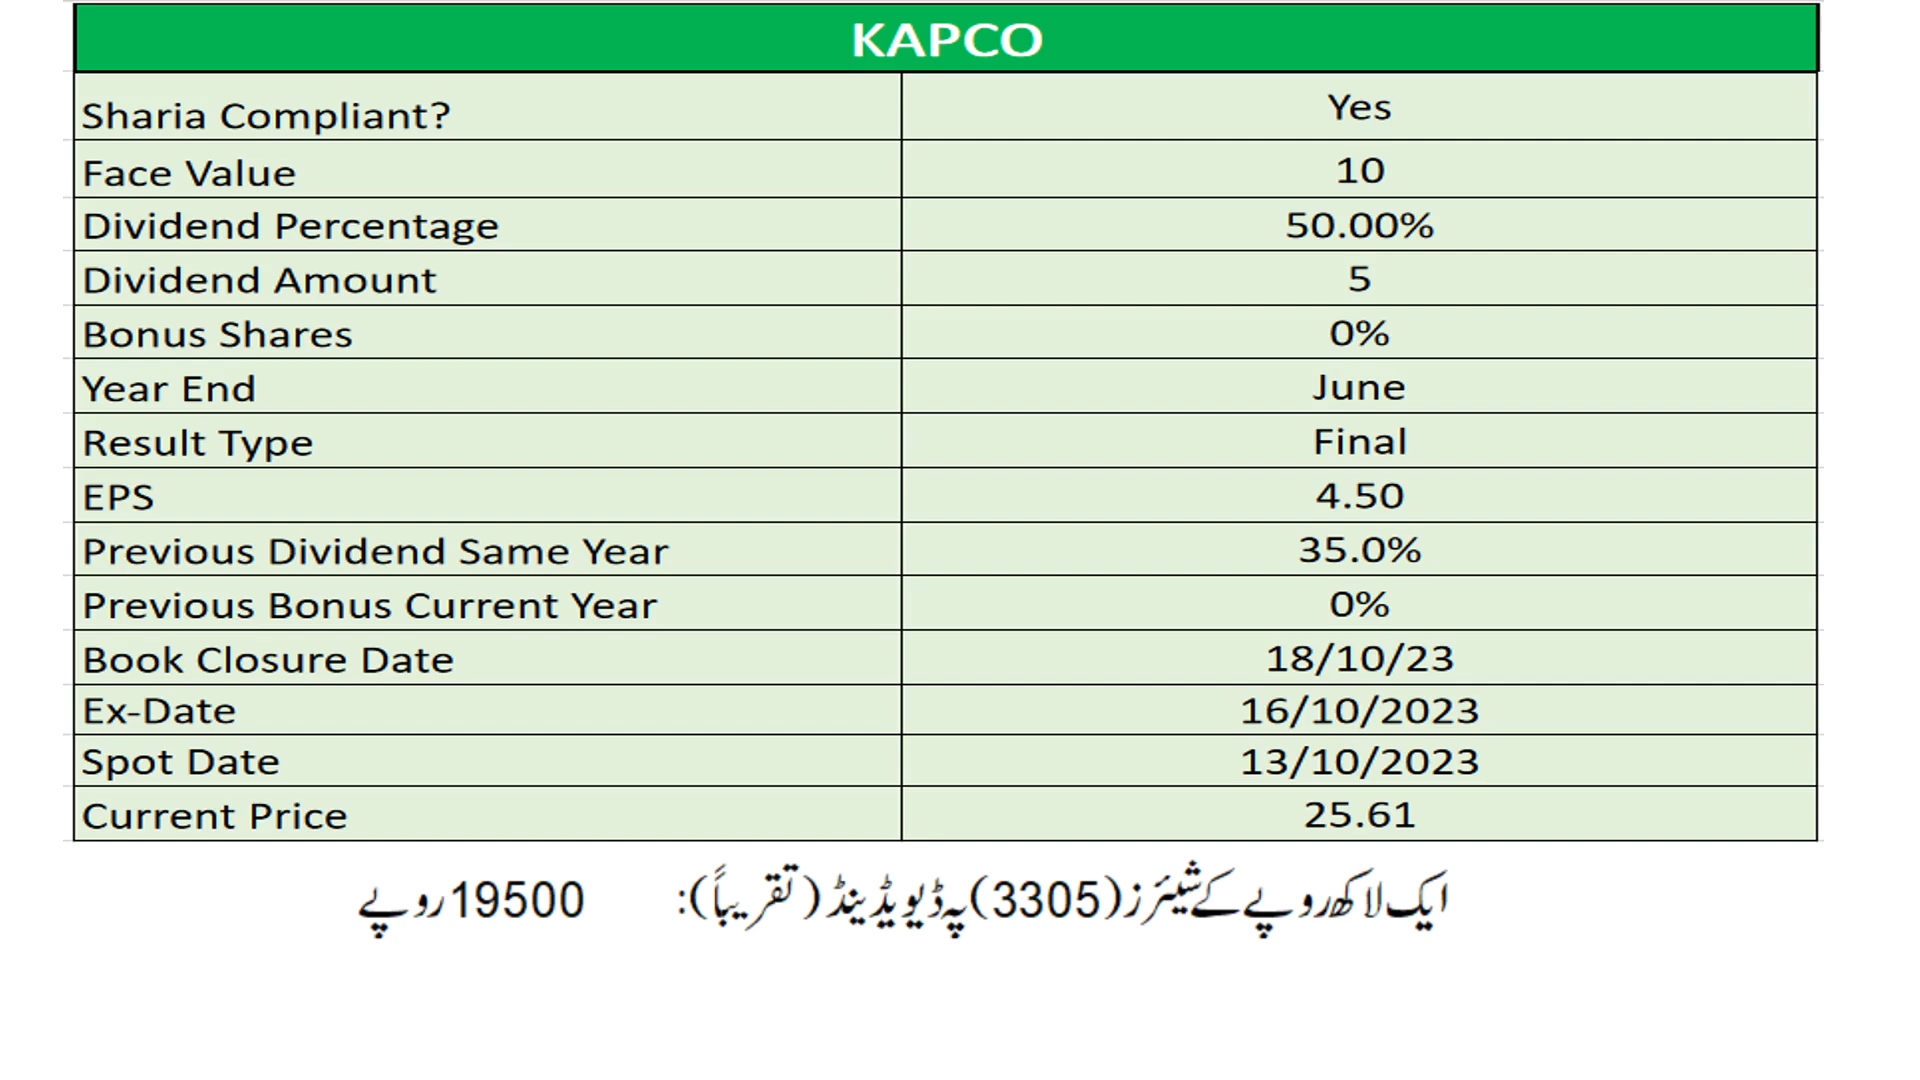 KAPCO
Sharia Compliant? Yes
Face Value 10
Dividend Percentage 50.00%
Dividend Amount 5
Bonus Shares 0%
Year End June
Result Type Final
EPS 4.50
Previous Dividend Same Year 35.0%
Previous Bonus Current Year 0%
Book Closure Date 18/10/23
Ex-Date 16/10/2023
Spot Date 13/10/2023
Current Price 25.61
ایک لاکھ روپے کے شیئرز (3305) پہ ڈیویڈینڈ (تقریباً): 19500 روپے